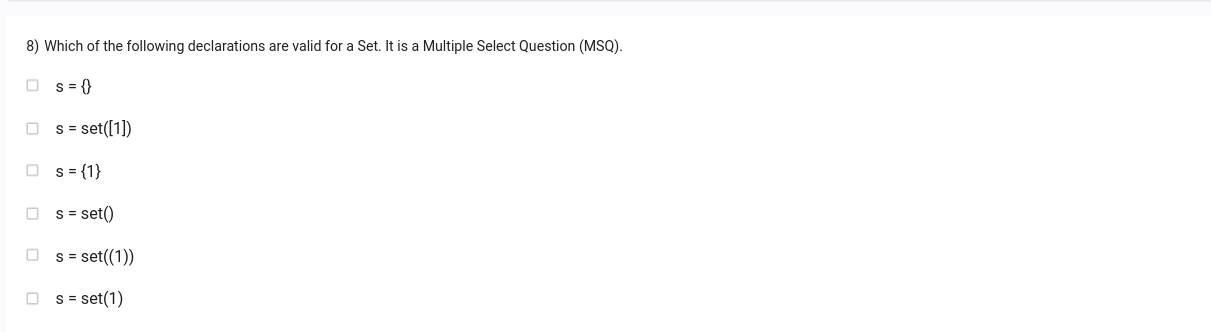 8) Which of the following declarations are valid for a Set. It is a Multiple Select Question (MSQ).
s = {}
s = set([1])
s = {1}
s = set()
s = set((1))
s = set(1)